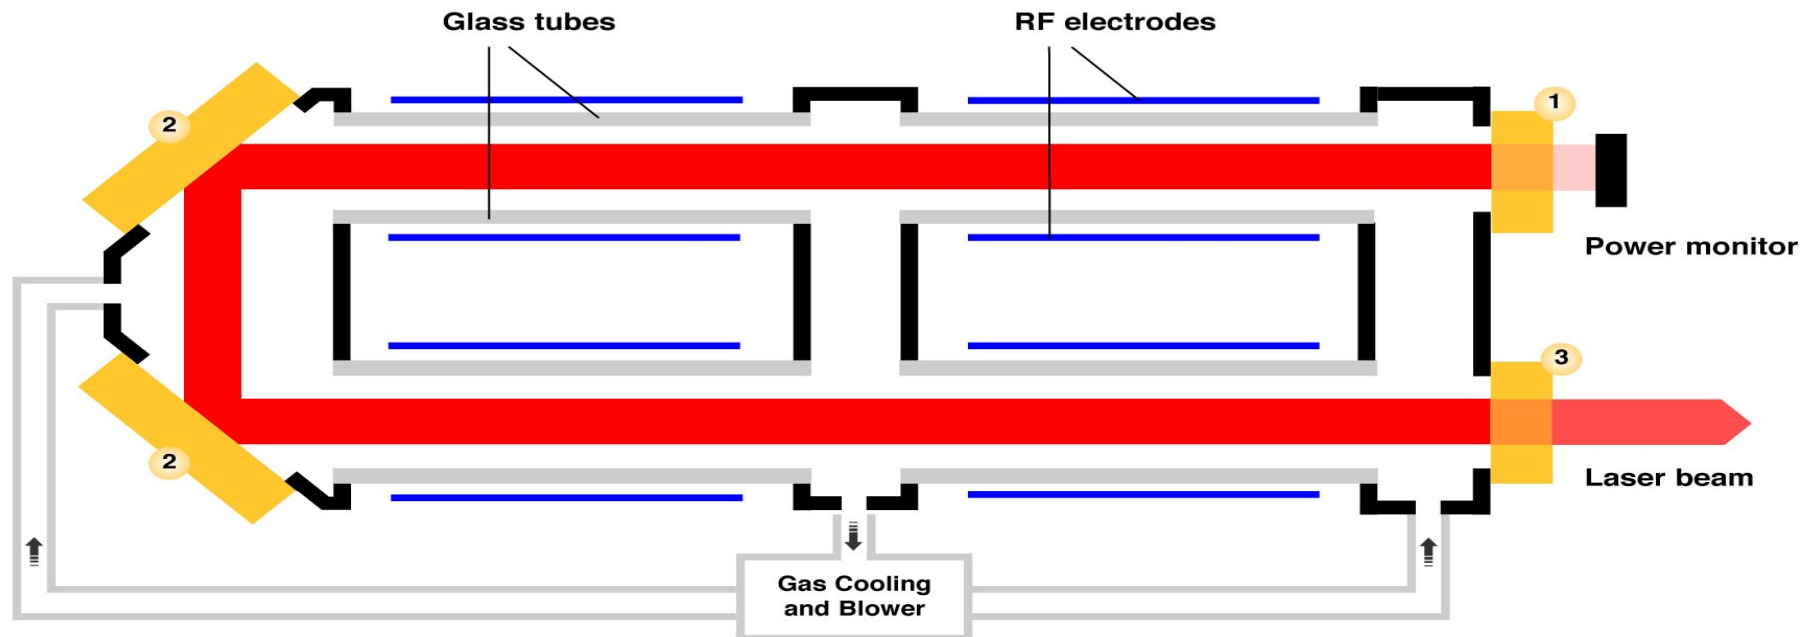 Glass tubes
RF electrodes
1
2
Power monitor
3
2
Laser beam
Gas Cooling
and Blower